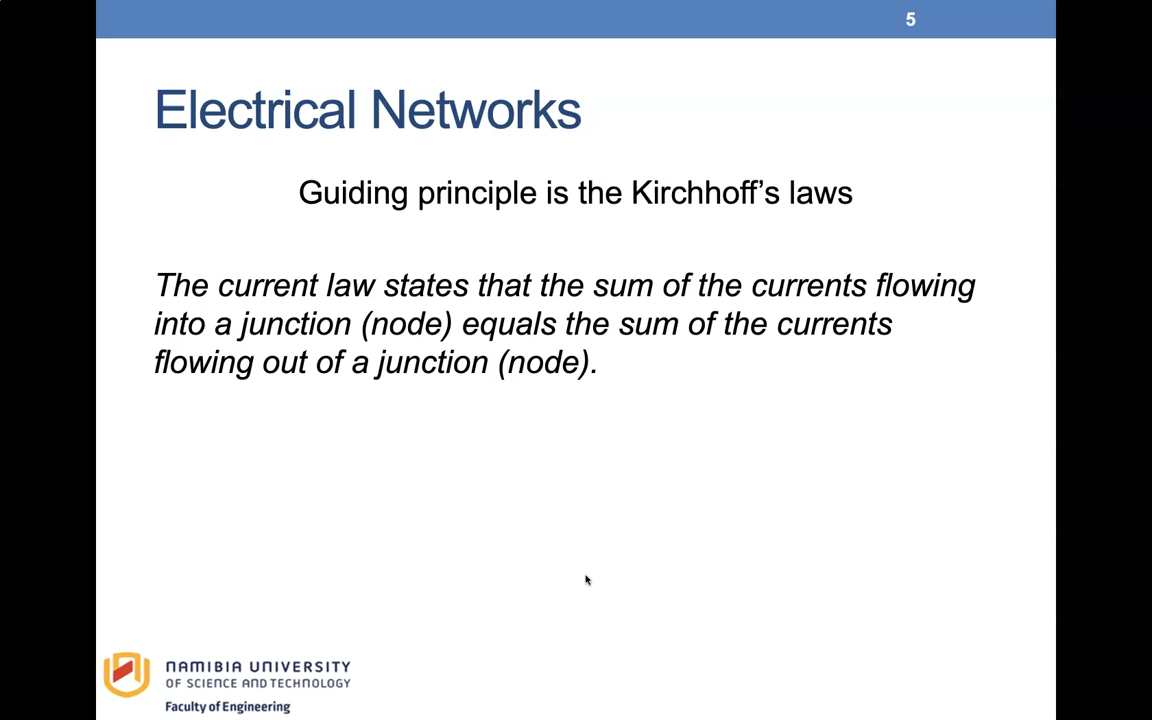 5
Electrical Networks
Guiding principle is the Kirchhoff’s laws
The current law states that the sum of the currents flowing
into a junction (node) equals the sum of the currents
flowing out of a junction (node).
NAMIBIA UNIVERSITY
OF SCIENCE AND TECHNOLOGY
Faculty of Engineering